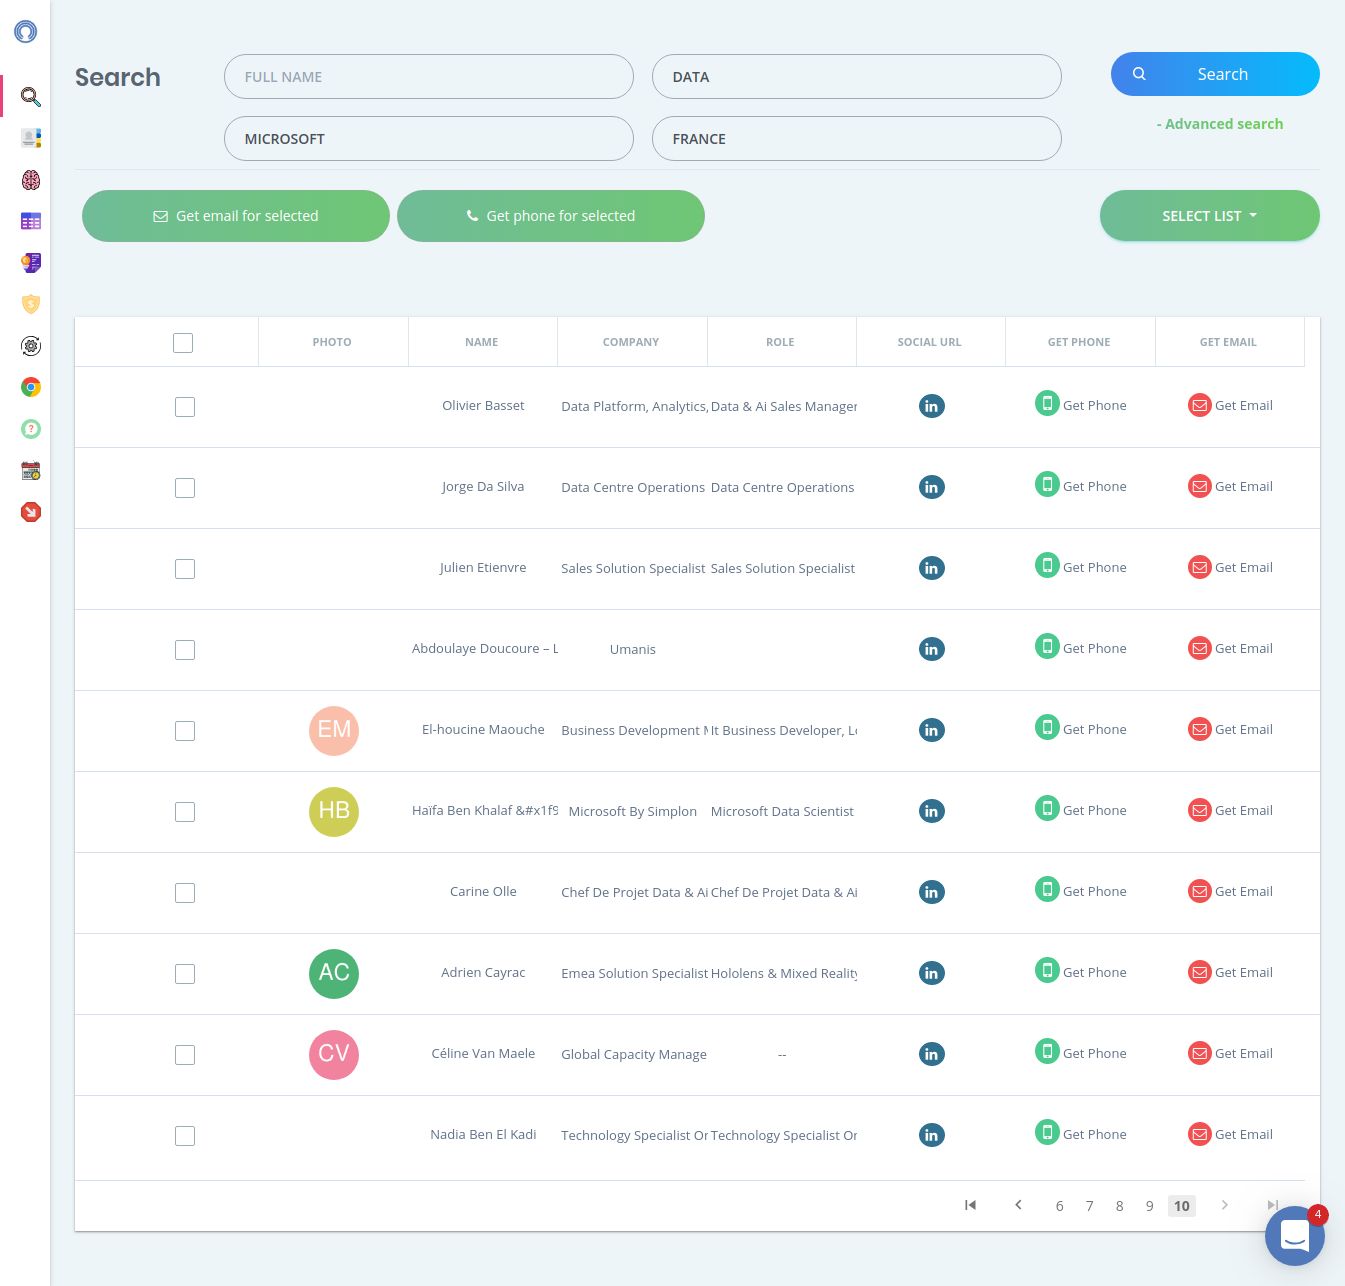 Search
FULL NAME
DATA
Search
- Advanced search
MICROSOFT
FRANCE
Get email for selected
Get phone for selected
SELECT LIST
PHOTO NAME COMPANY ROLE SOCIAL URL GET PHONE GET EMAIL
Olivier Basset Data Platform, Analytics, Data & Ai Sales Manager in Get Phone Get Email
Jorge Da Silva Data Centre Operations Data Centre Operations in Get Phone Get Email
Julien Etienvre Sales Solution Specialist Sales Solution Specialist in Get Phone Get Email
Abdoulaye Doucoure – L Umanis in Get Phone Get Email
EM El-houcine Maouche Business Development M It Business Developer, Le in Get Phone Get Email
HB Haïfa Ben Khalaf &#x1f9 Microsoft By Simplon Microsoft Data Scientist in Get Phone Get Email
Carine Olle Chef De Projet Data & Ai Chef De Projet Data & Ai in Get Phone Get Email
AC Adrien Cayrac Emea Solution Specialist Hololens & Mixed Reality in Get Phone Get Email
CV Céline Van Maele Global Capacity Manage -- in Get Phone Get Email
Nadia Ben El Kadi Technology Specialist Or Technology Specialist Or in Get Phone Get Email
6 7 8 9 10
4